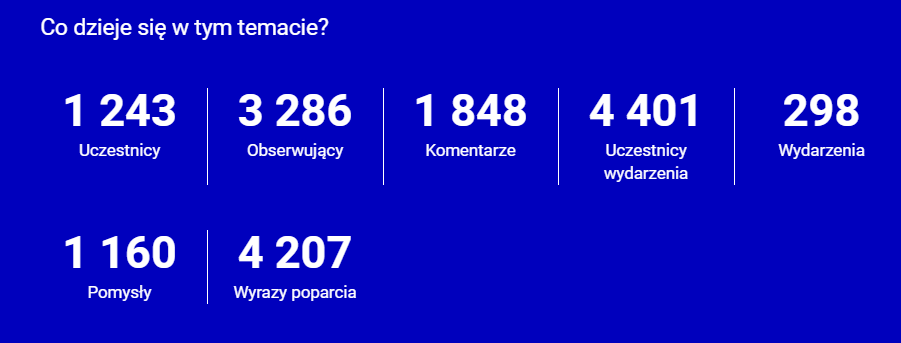 Co dzieje się w tym temacie?
1 243 3 286 1 848 4 401 298
Uczestnicy Obserwujący Komentarze Uczestnicy wydarzenia Wydarzenia
1 160 4 207
Pomysły Wyrazy poparcia